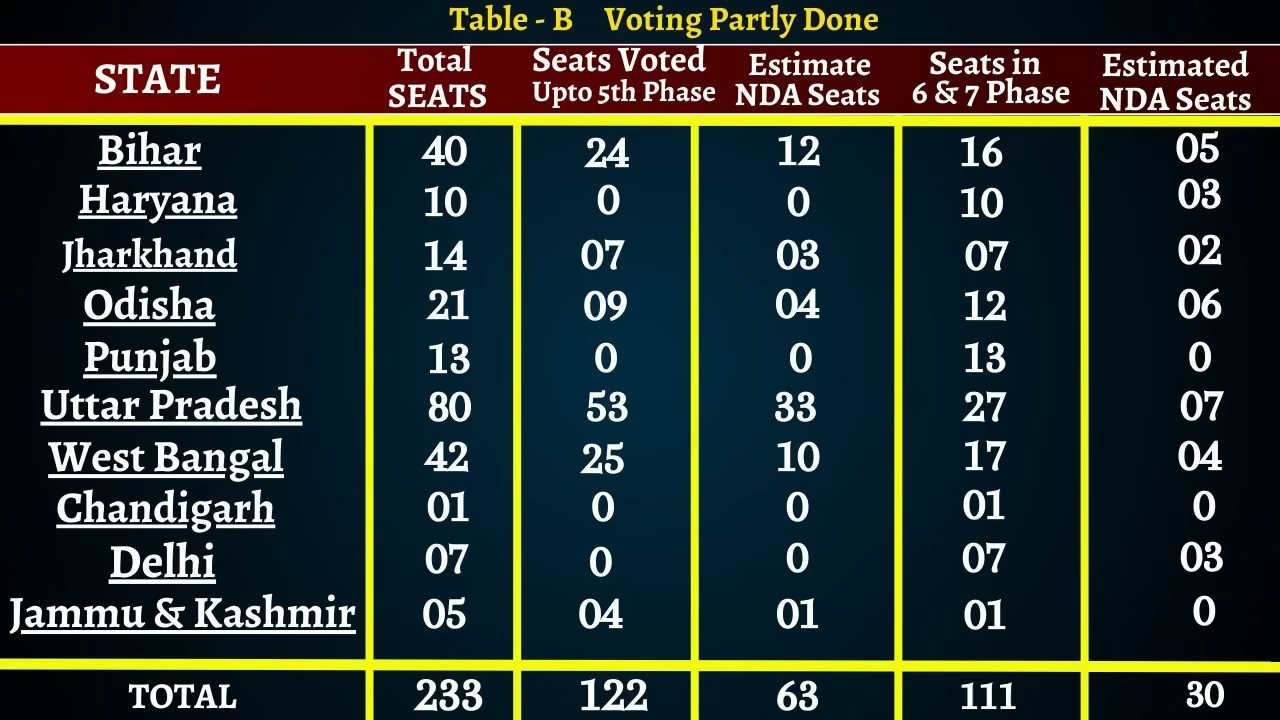 Table - B Voting Partly Done
STATE Total SEATS Seats Voted Upto 5th Phase Estimate NDA Seats Seats in 6 & 7 Phase Estimated NDA Seats
Bihar 40 24 12 16 05
Haryana 10 0 0 10 03
Jharkhand 14 07 03 07 02
Odisha 21 09 04 12 06
Punjab 13 0 0 13 0
Uttar Pradesh 80 53 33 27 07
West Bangal 42 25 10 17 04
Chandigarh 01 0 0 01 0
Delhi 07 0 0 07 03
Jammu & Kashmir 05 04 01 01 0
TOTAL 233 122 63 111 30